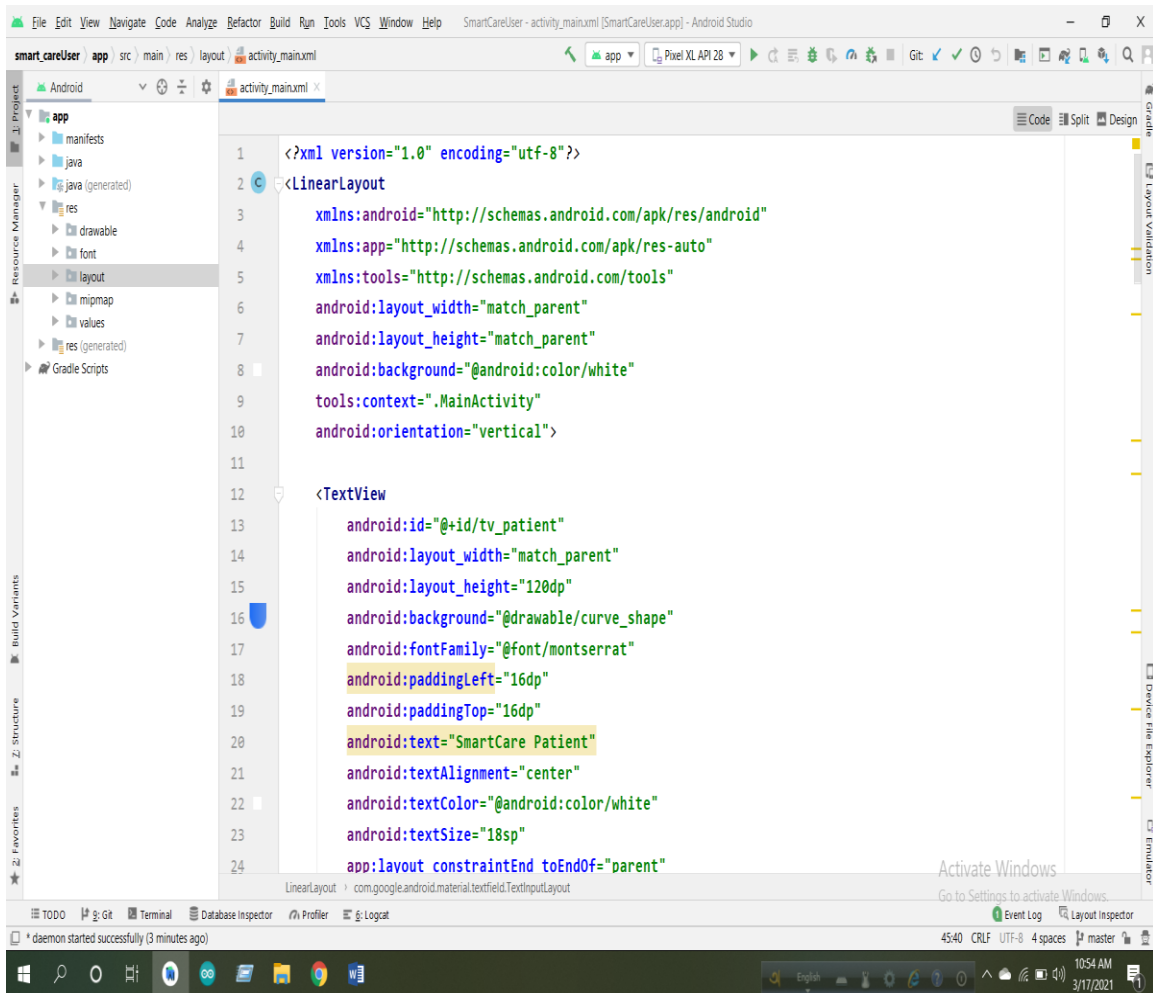 File Edit View Navigate Code Analyze Refactor Build Run Tools VCS Window Help SmartCareUser - activity_main.xml [SmartCareUser.app] - Android Studio
smart_careUser app src main res layout activity_main.xml app Pixel XL API 28 Git:
1: Project
Android
activity_main.xml
Gradle
Code Split Design
app
manifests
java
java (generated)
res
drawable
font
layout
mipmap
values
res (generated)
Gradle Scripts
Resource Manager
Build Variants
Z: Structure
2: Favorites
1 <?xml version="1.0" encoding="utf-8"?>
2 C <LinearLayout
3 xmlns:android="http://schemas.android.com/apk/res/android"
4 xmlns:app="http://schemas.android.com/apk/res-auto"
5 xmlns:tools="http://schemas.android.com/tools"
6 android:layout_width="match_parent"
7 android:layout_height="match_parent"
8 android:background="@android:color/white"
9 tools:context=".MainActivity"
10 android:orientation="vertical">
11
12 <TextView
13 android:id="@+id/tv_patient"
14 android:layout_width="match_parent"
15 android:layout_height="120dp"
16 android:background="@drawable/curve_shape"
17 android:fontFamily="@font/montserrat"
18 android:paddingLeft="16dp"
19 android:paddingTop="16dp"
20 android:text="SmartCare Patient"
21 android:textAlignment="center"
22 android:textColor="@android:color/white"
23 android:textSize="18sp"
24 app:layout_constraintEnd_toEndOf="parent"
Layout Validation
Device File Explorer
Emulator
LinearLayout com.google.android.material.textfield.TextInputLayout
Activate Windows
Go to Settings to activate Windows.
TODO 9: Git Terminal Database Inspector Profiler 6: Logcat 1 Event Log Layout Inspector
* daemon started successfully (3 minutes ago) 45:40 CRLF UTF-8 4 spaces master
English
10:54 AM
3/17/2021
1